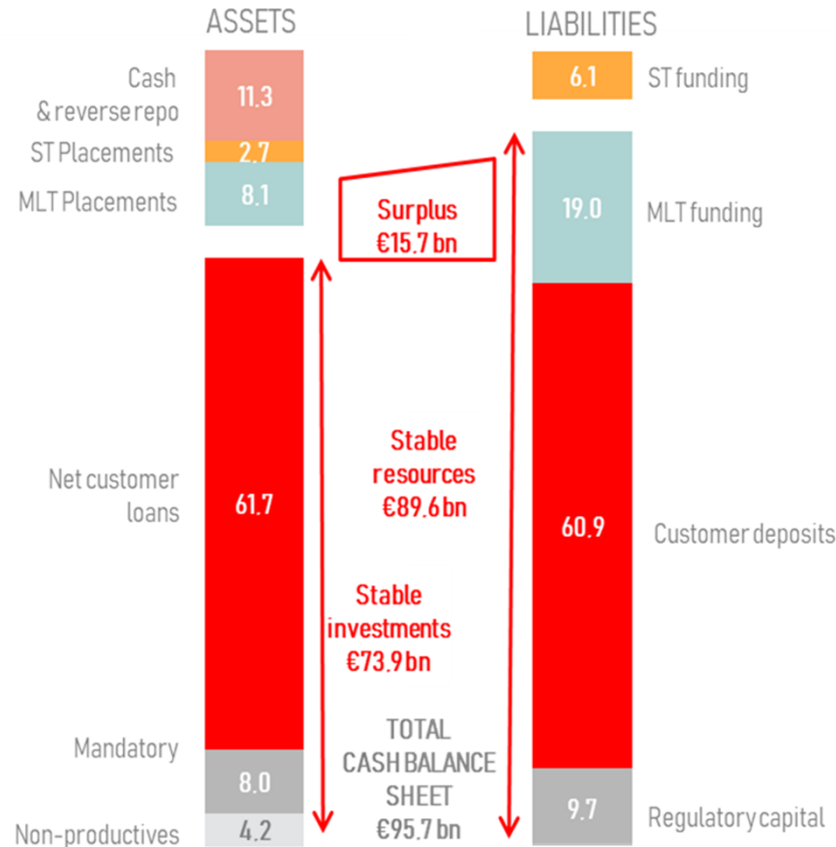 ASSETS
LIABILITIES
Cash
& reverse repo
11.3
6.1
ST funding
ST Placements
2.7
MLT Placements
8.1
Surplus
€15.7 bn
19.0
MLT funding
Stable
resources
€89.6 bn
Net customer
loans
61.7
60.9
Customer deposits
Stable
investments
€73.9 bn
Mandatory
8.0
TOTAL
CASH BALANCE
SHEET
€95.7 bn
9.7
Regulatory capital
Non-productives
4.2